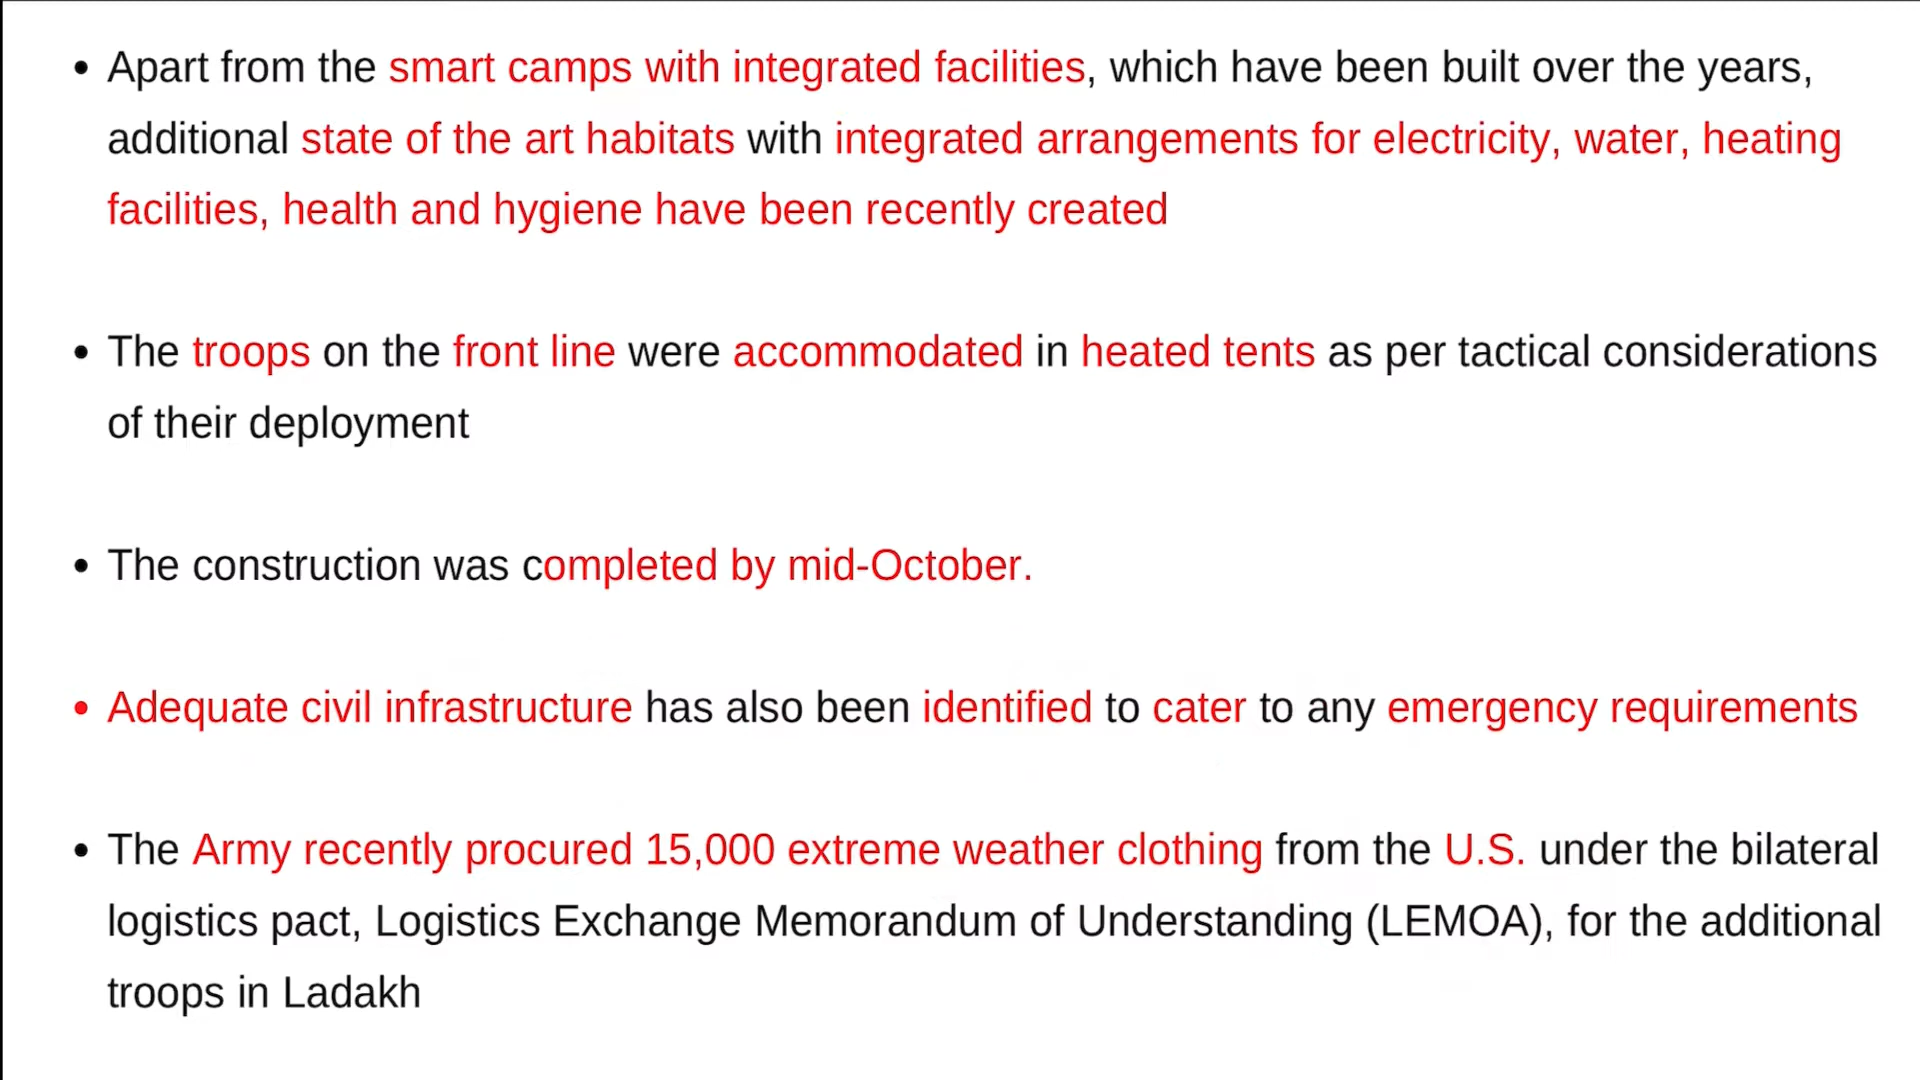 • Apart from the smart camps with integrated facilities, which have been built over the years,
additional state of the art habitats with integrated arrangements for electricity, water, heating
facilities, health and hygiene have been recently created
• The troops on the front line were accommodated in heated tents as per tactical considerations
of their deployment
• The construction was completed by mid-October.
• Adequate civil infrastructure has also been identified to cater to any emergency requirements
• The Army recently procured 15,000 extreme weather clothing from the U.S. under the bilateral
logistics pact, Logistics Exchange Memorandum of Understanding (LEMOA), for the additional
troops in Ladakh